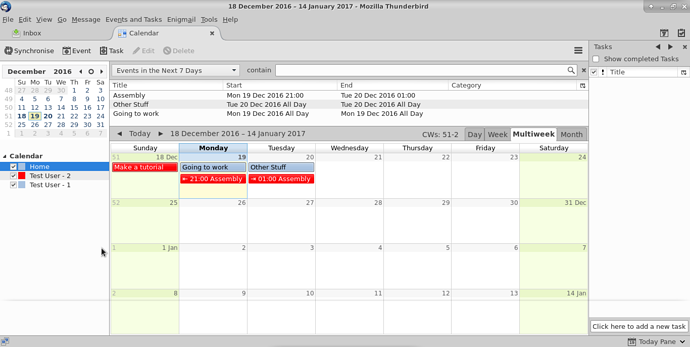 18 December 2016 – 14 January 2017 - Mozilla Thunderbird
File Edit View Go Message Events and Tasks Enigmail Tools Help
Inbox Calendar
Synchronise Event Task Edit Delete
December 2016
Su Mo Tu We Th Fr Sa
48 27 28 29 30 1 2 3
49 4 5 6 7 8 9 10
50 11 12 13 14 15 16 17
51 18 19 20 21 22 23 24
52 25 26 27 28 29 30 31
1 1 2 3 4 5 6 7
Calendar
Home
Test User - 2
Test User - 1
Events in the Next 7 Days contain
Title Start End Category
Assembly Mon 19 Dec 2016 21:00 Tue 20 Dec 2016 01:00
Other Stuff Tue 20 Dec 2016 All Day Tue 20 Dec 2016 All Day
Going to work Mon 19 Dec 2016 All Day Mon 19 Dec 2016 All Day
Today 18 December 2016 – 14 January 2017 CWs: 51-2 Day Week Multiweek Month
Sunday Monday Tuesday Wednesday Thursday Friday Saturday
51 18 Dec 19 20 21 22 23 24
Make a tutorial Going to work Other Stuff
21:00 Assembly 01:00 Assembly
52 25 26 27 28 29 30 31 Dec
1 1 Jan 2 3 4 5 6 7
2 8 9 10 11 12 13 14 Jan
Tasks
Show completed Tasks
! Title
Click here to add a new task
Today Pane